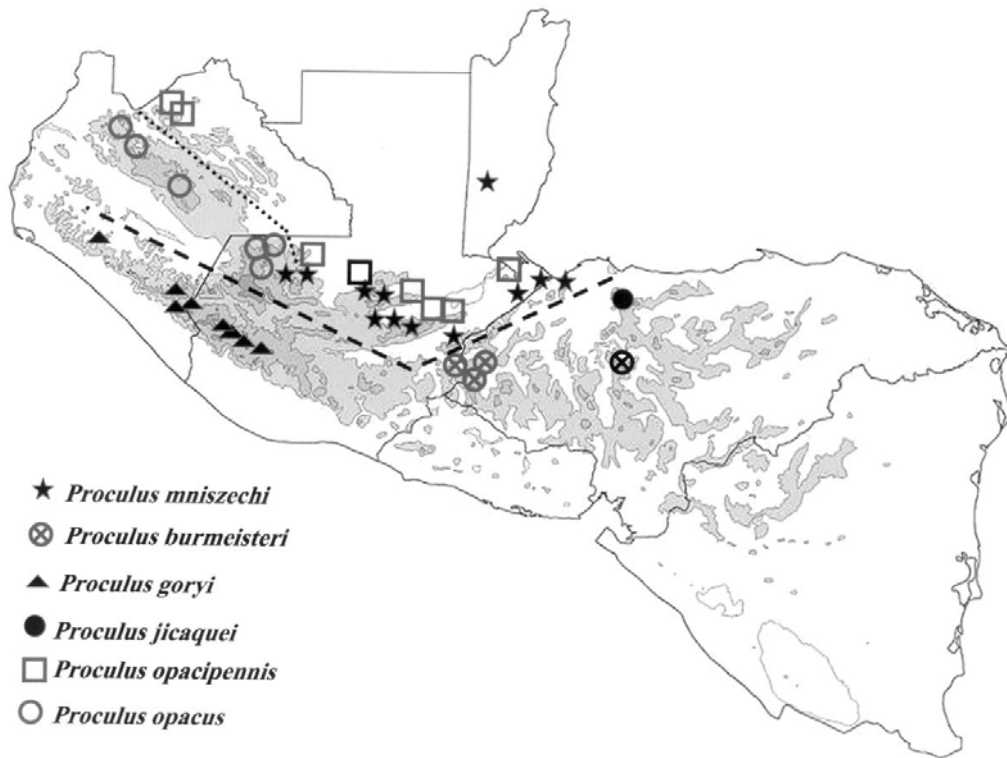 Proculus mniszechi
Proculus burmeisteri
Proculus goryi
Proculus jicaquei
Proculus opacipennis
Proculus opacus